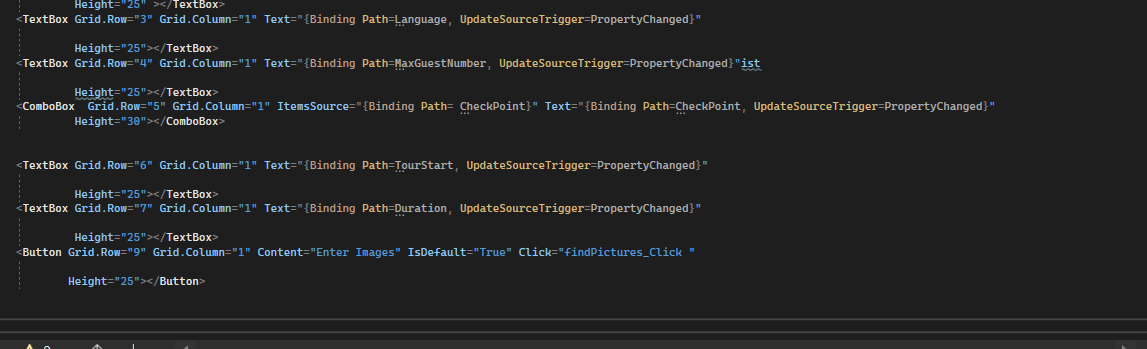 Height="25" ></TextBox>
<TextBox Grid.Row="3" Grid.Column="1" Text="{Binding Path=Language, UpdateSourceTrigger=PropertyChanged}"
Height="25"></TextBox>
<TextBox Grid.Row="4" Grid.Column="1" Text="{Binding Path=MaxGuestNumber, UpdateSourceTrigger=PropertyChanged}"ist
Height="25"></TextBox>
<ComboBox  Grid.Row="5" Grid.Column="1" ItemsSource="{Binding Path= CheckPoint}" Text="{Binding Path=CheckPoint, UpdateSourceTrigger=PropertyChanged}"
Height="30"></ComboBox>
<TextBox Grid.Row="6" Grid.Column="1" Text="{Binding Path=TourStart, UpdateSourceTrigger=PropertyChanged}"
Height="25"></TextBox>
<TextBox Grid.Row="7" Grid.Column="1" Text="{Binding Path=Duration, UpdateSourceTrigger=PropertyChanged}"
Height="25"></TextBox>
<Button Grid.Row="9" Grid.Column="1" Content="Enter Images" IsDefault="True" Click="findPictures_Click "
Height="25"></Button>